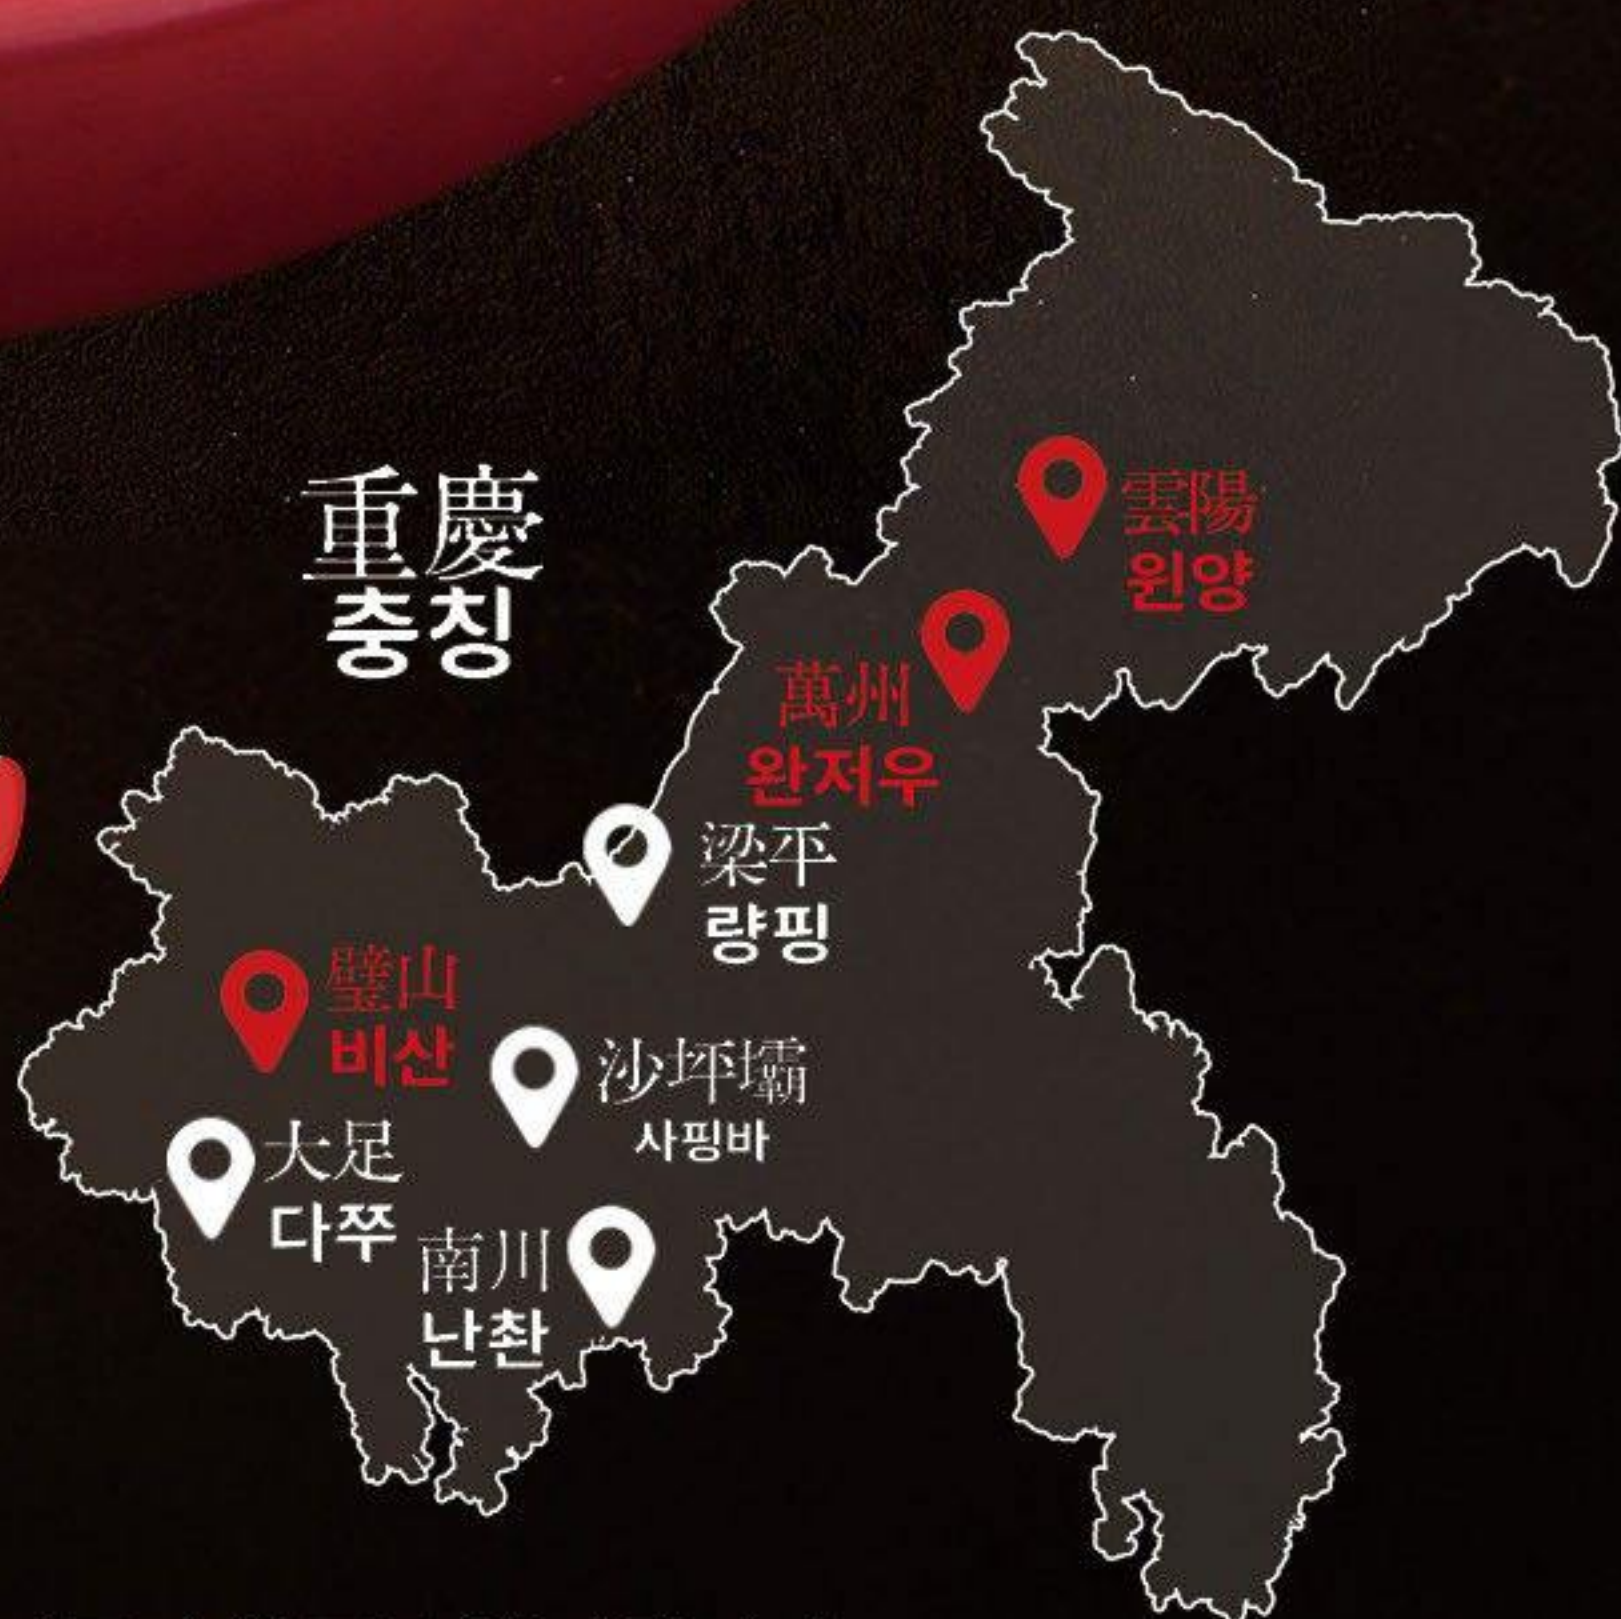 重慶
충칭
雲陽
윈양
萬州
완저우
梁平
량핑
璧山
비산
沙坪壩
사핑바
大足
다쭈
南川
난촨